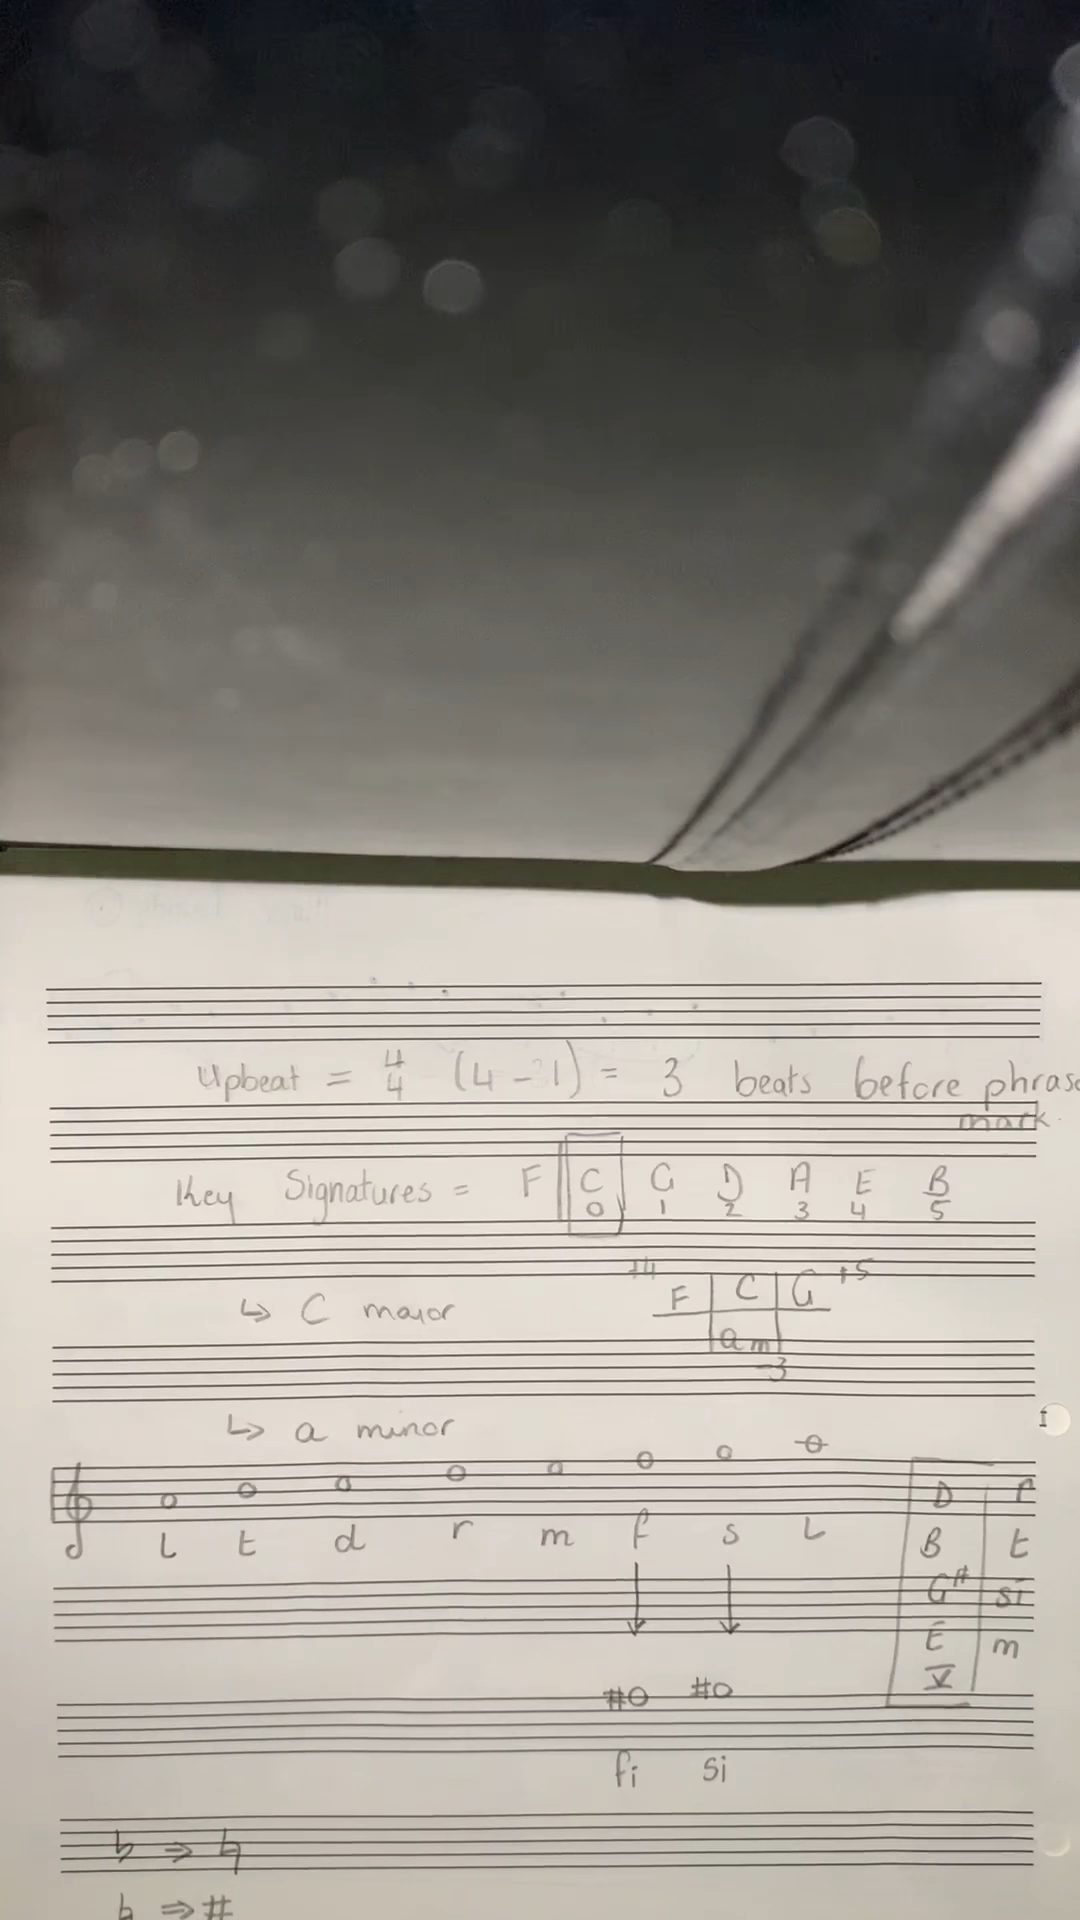 Upbeat = 4/4 (4-1) = 3 beats before phrase
mark.
Key Signatures = F C G D A E B
0 1 2 3 4 5
+4 F C G +5
↳ C major
am
-3
↳ a minor
l t d r m f s L
D r
B t
G# si
E m
V
#o #o
fi si
♭ ⇒ ♮
♮ ⇒ #